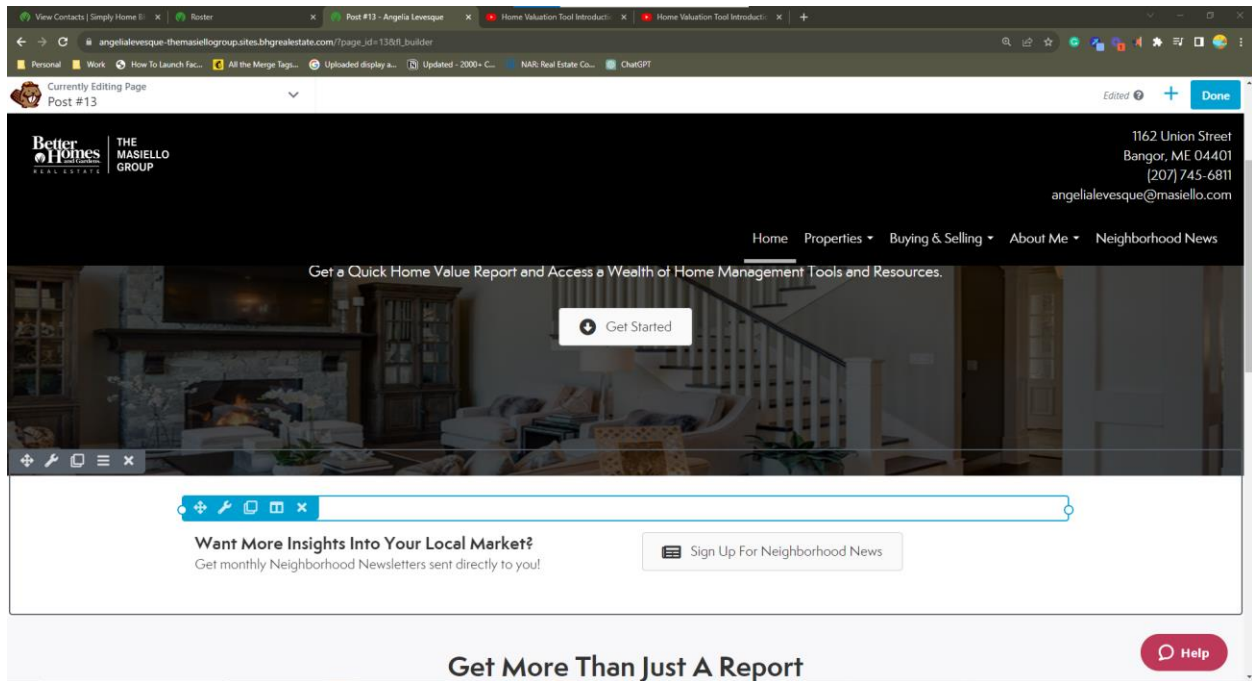 View Contacts | Simply Home B
Roster
Post #13 - Angelia Levesque
Home Valuation Tool Introducti
Home Valuation Tool Introducti
angelialevesque-themasiellogroup.sites.bhgrealestate.com/?page_id=13&fl_builder
Personal
Work
How To Launch Fac...
All the Merge Tags...
Uploaded display a...
Updated - 2000+ C...
NAR: Real Estate Co...
ChatGPT
Currently Editing Page
Post #13
Edited
Done
Better Homes and Gardens. REAL ESTATE
THE MASIELLO GROUP
1162 Union Street
Bangor, ME 04401
(207) 745-6811
angelialevesque@masiello.com
Home Properties Buying & Selling About Me Neighborhood News
Get a Quick Home Value Report and Access a Wealth of Home Management Tools and Resources.
Get Started
Want More Insights Into Your Local Market?
Get monthly Neighborhood Newsletters sent directly to you!
Sign Up For Neighborhood News
Get More Than Just A Report
Help